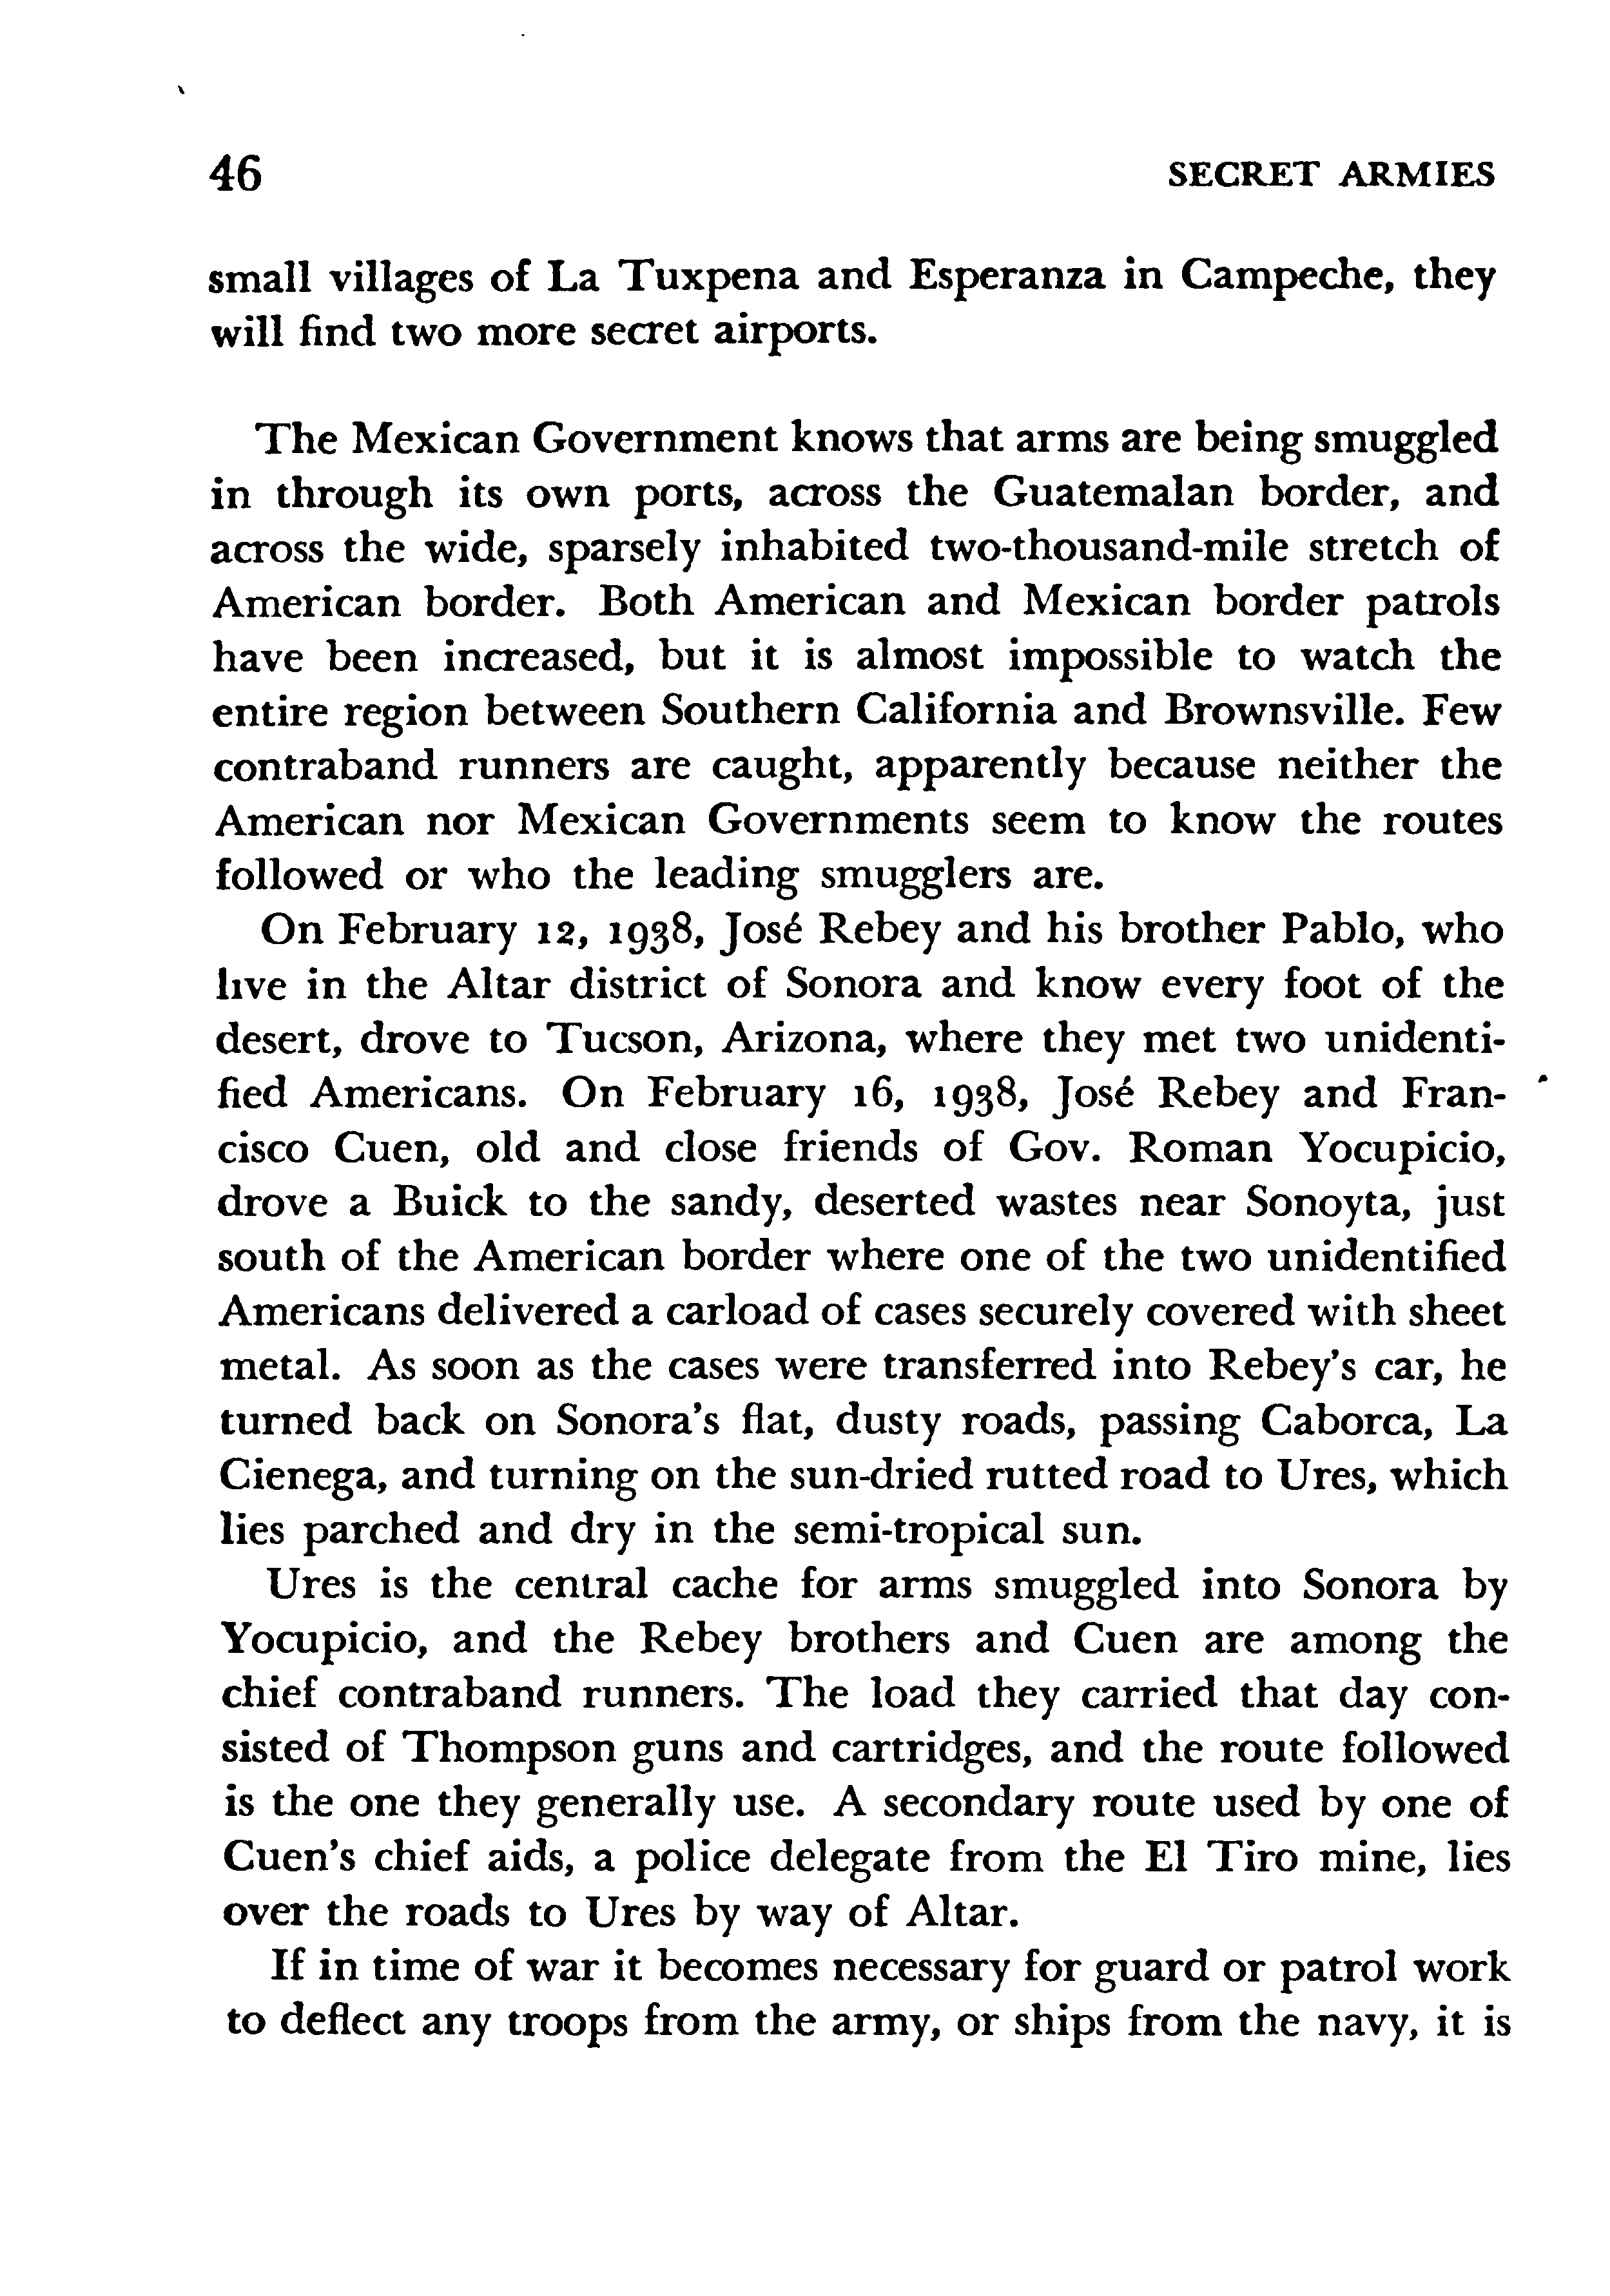 46 SECRET ARMIES
small villages of La Tuxpena and Esperanza in Campeche, they
will find two more secret airports.
The Mexican Government knows that arms are being smuggled
in through its own ports, across the Guatemalan border, and
across the wide, sparsely inhabited two-thousand-mile stretch of
American border. Both American and Mexican border patrols
have been increased, but it is almost impossible to watch the
entire region between Southern California and Brownsville. Few
contraband runners are caught, apparently because neither the
American nor Mexican Governments seem to know the routes
followed or who the leading smugglers are.
On February 12, 1938, José Rebey and his brother Pablo, who
live in the Altar district of Sonora and know every foot of the
desert, drove to Tucson, Arizona, where they met two unidenti-
fied Americans. On February 16, 1938, José Rebey and Fran-
cisco Cuen, old and close friends of Gov. Roman Yocupicio,
drove a Buick to the sandy, deserted wastes near Sonoyta, just
south of the American border where one of the two unidentified
Americans delivered a carload of cases securely covered with sheet
metal. As soon as the cases were transferred into Rebey's car, he
turned back on Sonora's flat, dusty roads, passing Caborca, La
Cienega, and turning on the sun-dried rutted road to Ures, which
lies parched and dry in the semi-tropical sun.
Ures is the central cache for arms smuggled into Sonora by
Yocupicio, and the Rebey brothers and Cuen are among the
chief contraband runners. The load they carried that day con-
sisted of Thompson guns and cartridges, and the route followed
is the one they generally use. A secondary route used by one of
Cuen's chief aids, a police delegate from the El Tiro mine, lies
over the roads to Ures by way of Altar.
If in time of war it becomes necessary for guard or patrol work
to deflect any troops from the army, or ships from the navy, it is